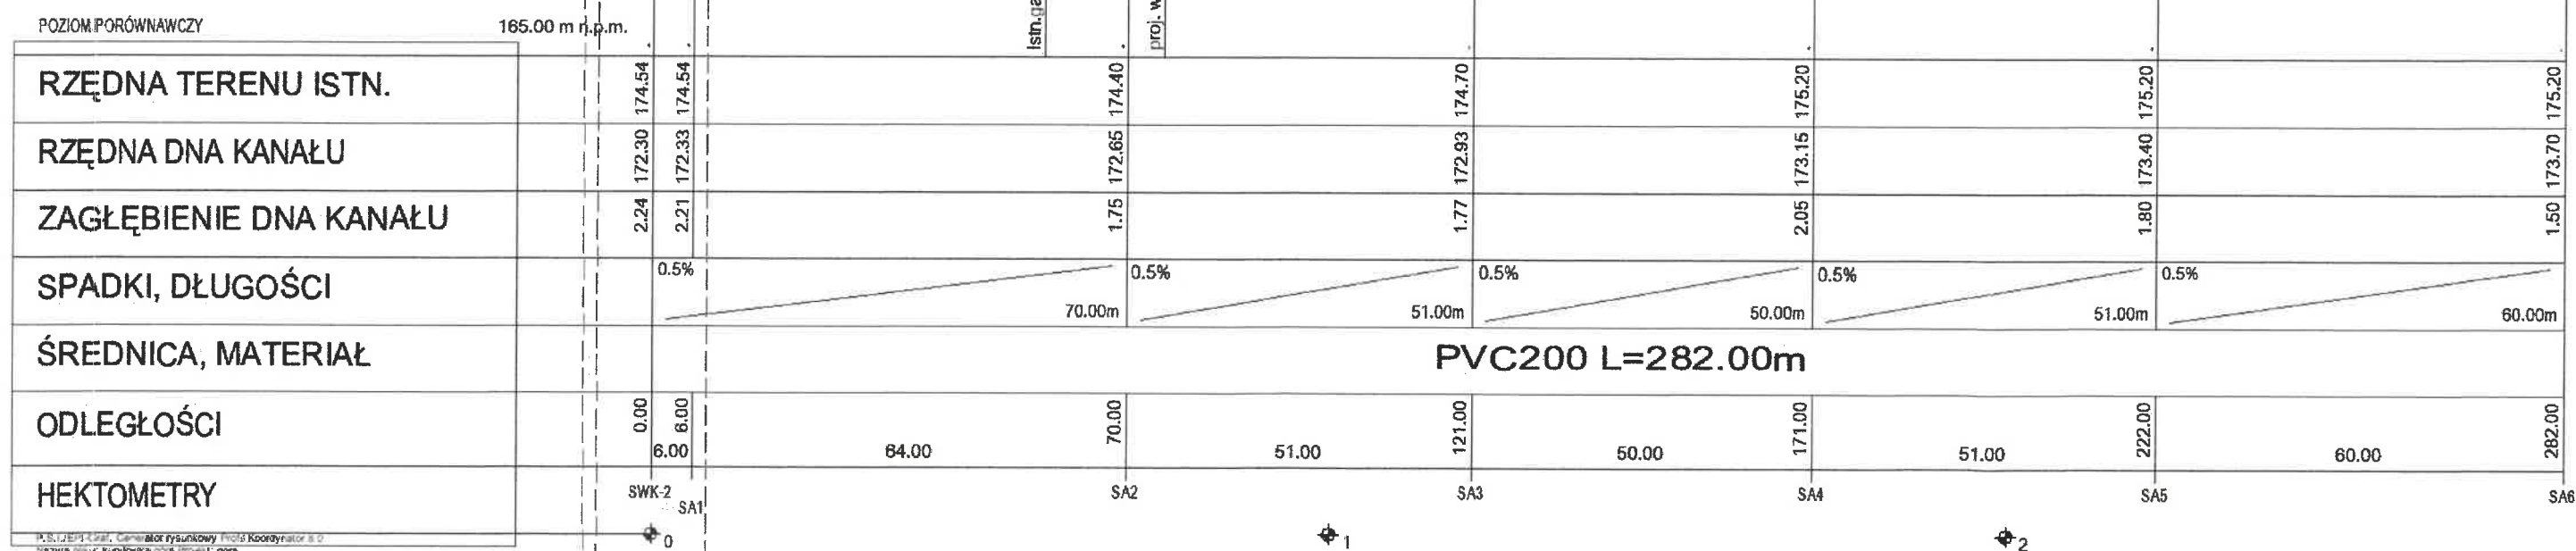 POZIOM PORÓWNAWCZY 165.00 m n.p.m.
Istn.ga
proj. w
RZĘDNA TERENU ISTN. 174.54 174.54 174.40 174.70 175.20 175.20 175.20
RZĘDNA DNA KANAŁU 172.30 172.33 172.65 172.93 173.15 173.40 173.70
ZAGŁĘBIENIE DNA KANAŁU 2.24 2.21 1.75 1.77 2.05 1.80 1.50
SPADKI, DŁUGOŚCI 0.5% 70.00m 0.5% 51.00m 0.5% 50.00m 0.5% 51.00m 0.5% 60.00m
ŚREDNICA, MATERIAŁ PVC200 L=282.00m
ODLEGŁOŚCI 0.00 6.00 70.00 121.00 171.00 222.00 282.00
6.00 64.00 51.00 50.00 51.00 60.00
HEKTOMETRY SWK-2 SA1 SA2 SA3 SA4 SA5 SA6
0 1 2
Generator rysunkowy Profil Koordynator